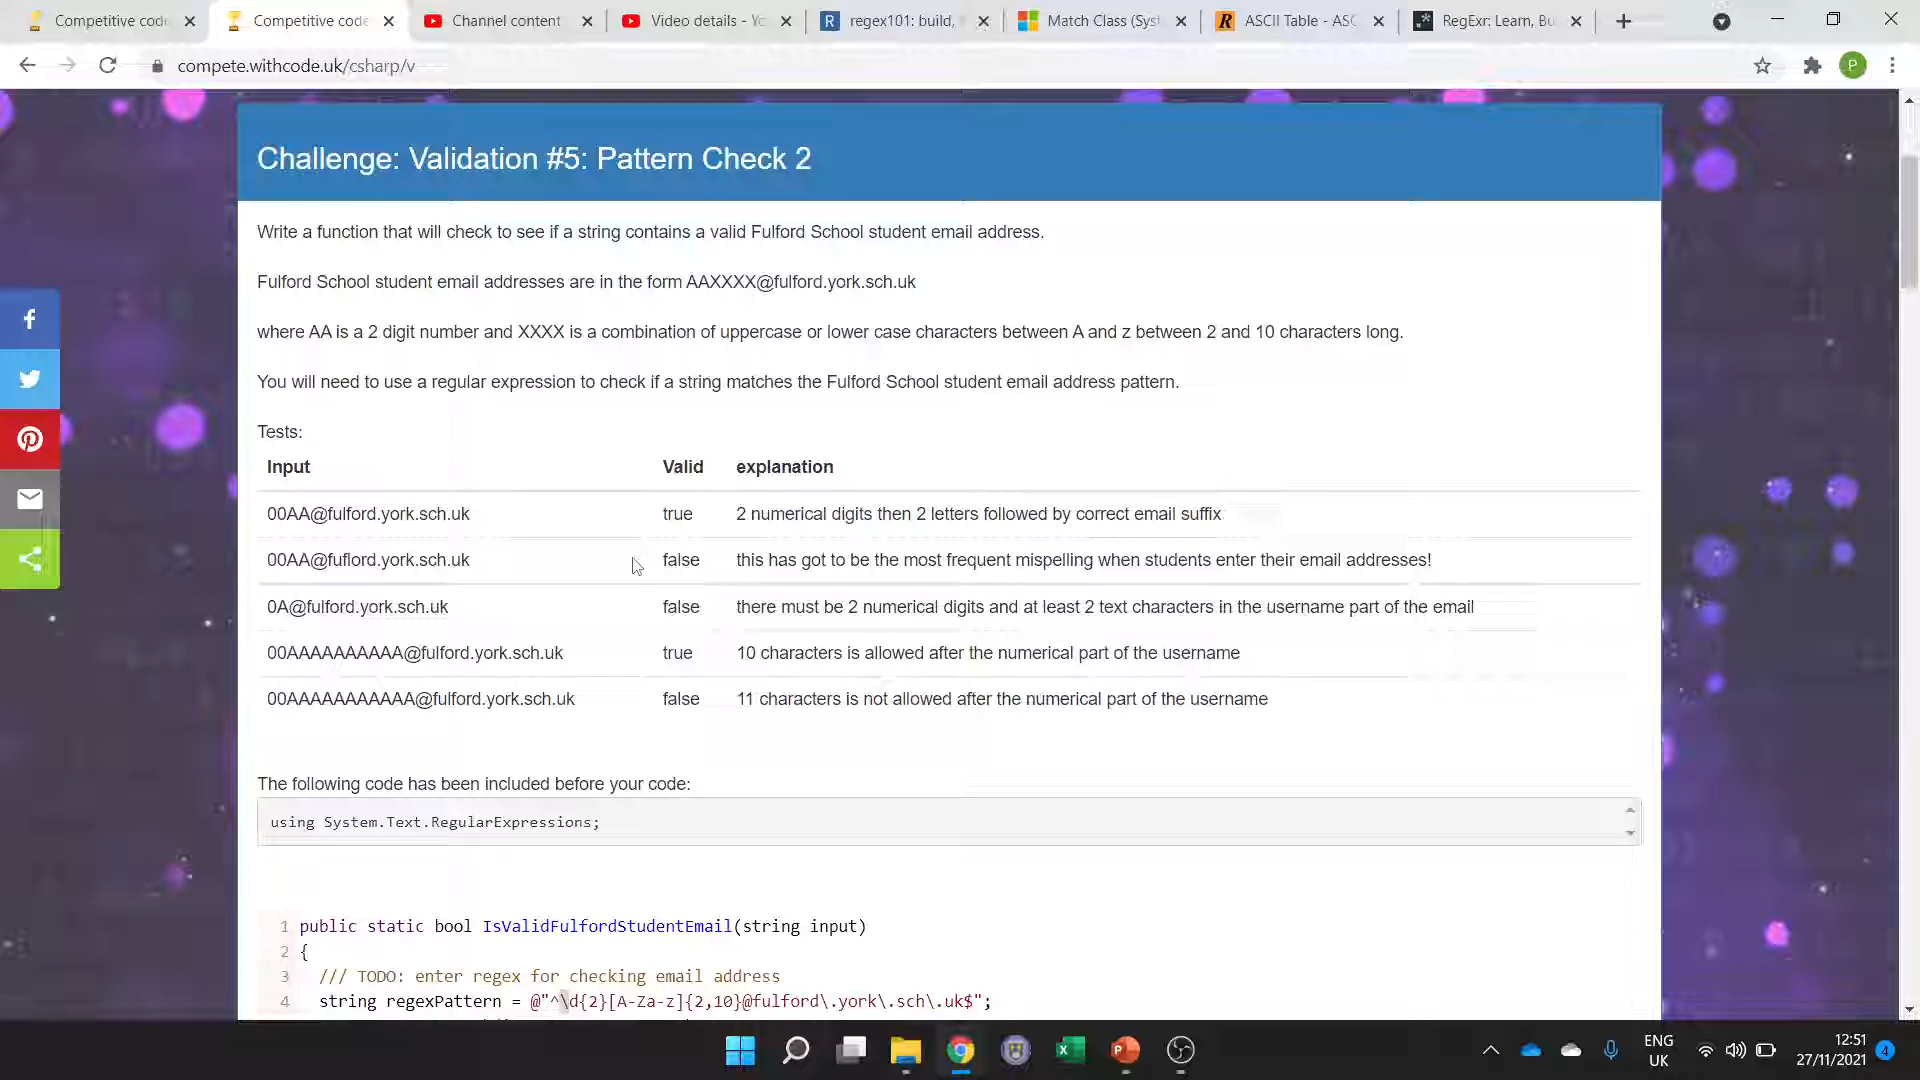 Competitive code
Competitive code
Channel content
Video details - Yo
regex101: build,
Match Class (Syst
ASCII Table - ASC
RegExr: Learn, Bu
compete.withcode.uk/csharp/v
P
Challenge: Validation #5: Pattern Check 2
Write a function that will check to see if a string contains a valid Fulford School student email address.
Fulford School student email addresses are in the form AAXXXX@fulford.york.sch.uk
where AA is a 2 digit number and XXXX is a combination of uppercase or lower case characters between A and z between 2 and 10 characters long.
You will need to use a regular expression to check if a string matches the Fulford School student email address pattern.
Tests:
Input Valid explanation
00AA@fulford.york.sch.uk true 2 numerical digits then 2 letters followed by correct email suffix
00AA@fuflord.york.sch.uk false this has got to be the most frequent mispelling when students enter their email addresses!
0A@fulford.york.sch.uk false there must be 2 numerical digits and at least 2 text characters in the username part of the email
00AAAAAAAAAA@fulford.york.sch.uk true 10 characters is allowed after the numerical part of the username
00AAAAAAAAAAA@fulford.york.sch.uk false 11 characters is not allowed after the numerical part of the username
The following code has been included before your code:
using System.Text.RegularExpressions;
1 public static bool IsValidFulfordStudentEmail(string input)
2 {
3 /// TODO: enter regex for checking email address
4 string regexPattern = @"^\d{2}[A-Za-z]{2,10}@fulford\.york\.sch\.uk$";
ENG
UK
12:51
27/11/2021
4